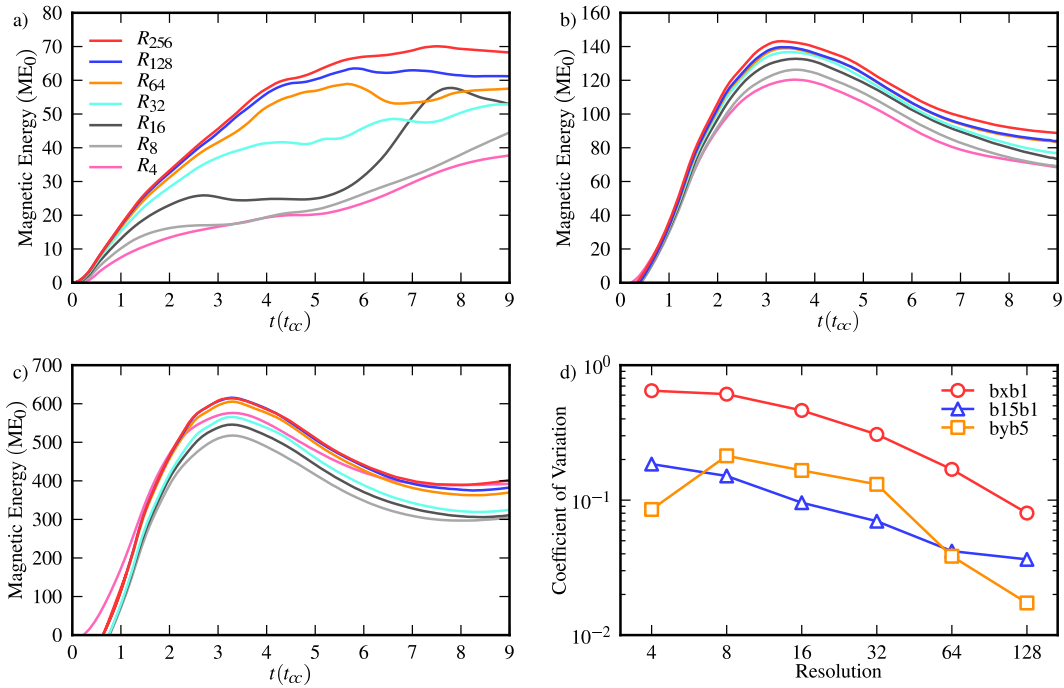 a)
Magnetic Energy (ME0)
80
70
60
50
40
30
20
10
0
R256
R128
R64
R32
R16
R8
R4
0 1 2 3 4 5 6 7 8 9
t(tcc)
b)
Magnetic Energy (ME0)
160
140
120
100
80
60
40
20
0
0 1 2 3 4 5 6 7 8 9
t(tcc)
c)
Magnetic Energy (ME0)
700
600
500
400
300
200
100
0
0 1 2 3 4 5 6 7 8 9
t(tcc)
d)
Coefficient of Variation
10^0
10^-1
10^-2
bxb1
b15b1
byb5
4 8 16 32 64 128
Resolution